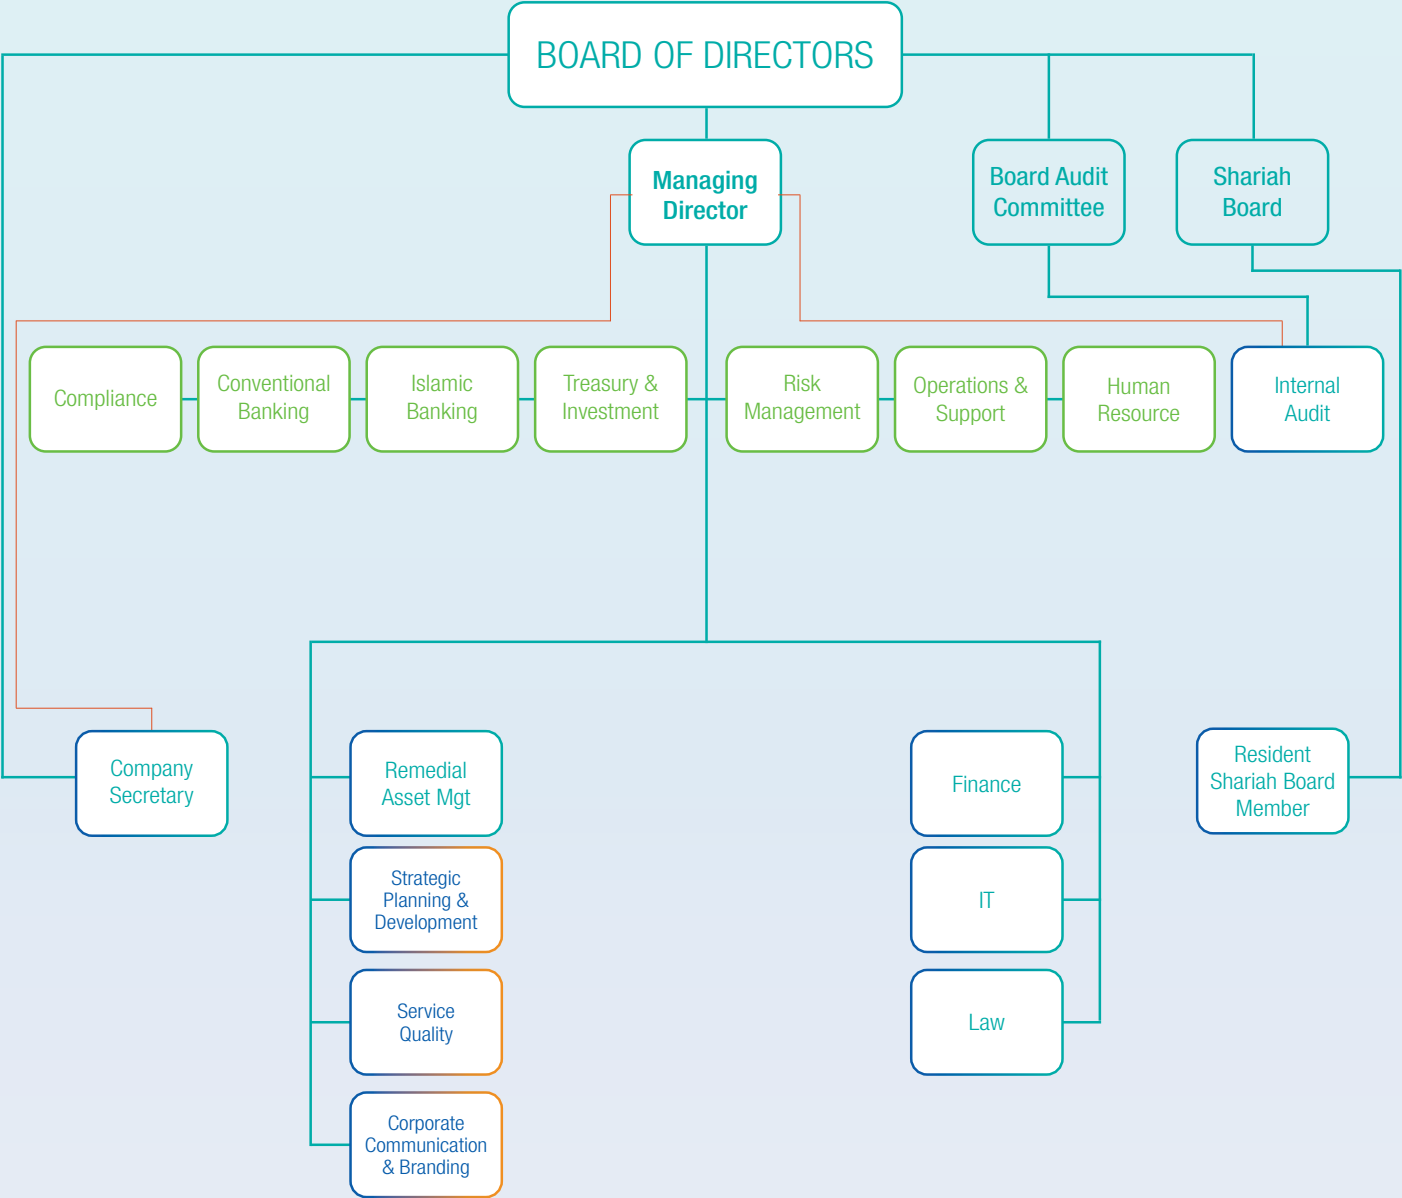 BOARD OF DIRECTORS
Managing
Director
Board Audit
Committee
Shariah
Board
Compliance
Conventional
Banking
Islamic
Banking
Treasury &
Investment
Risk
Management
Operations &
Support
Human
Resource
Internal
Audit
Company
Secretary
Remedial
Asset Mgt
Finance
Resident
Shariah Board
Member
Strategic
Planning &
Development
IT
Service
Quality
Law
Corporate
Communication
& Branding